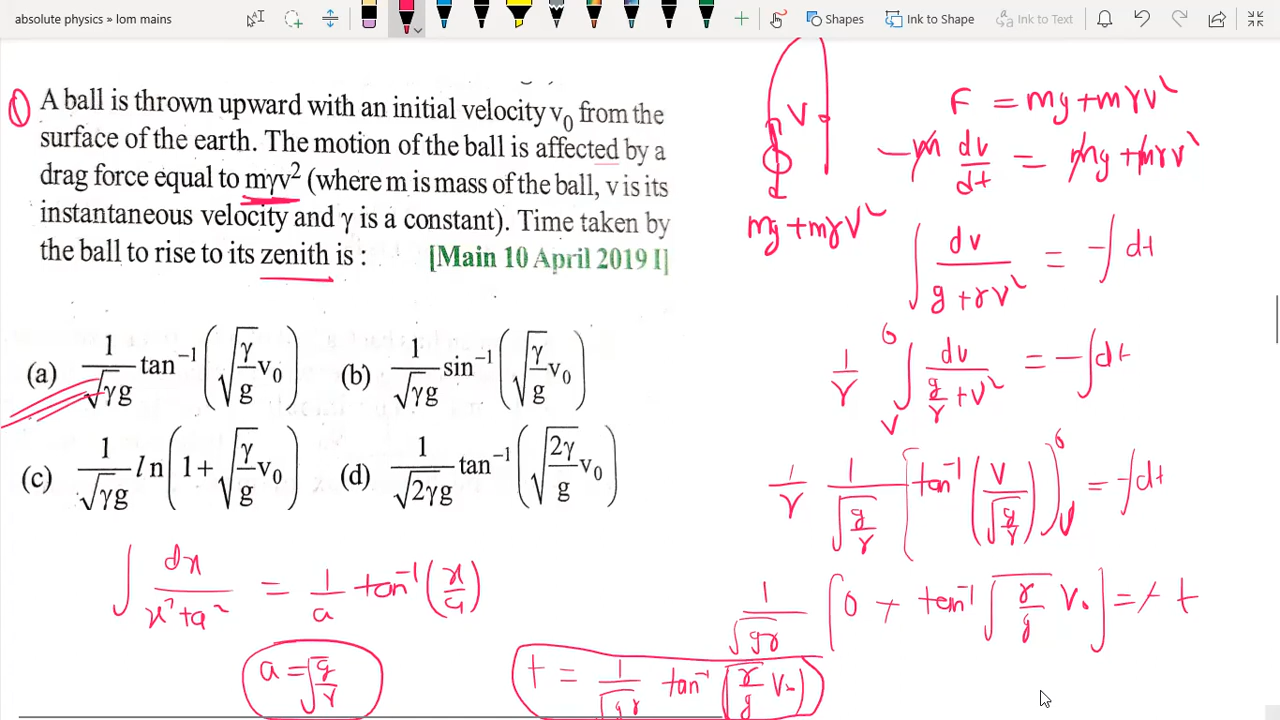 absolute physics » lom mains
Shapes
Ink to Shape
Ink to Text
① A ball is thrown upward with an initial velocity v₀ from the
surface of the earth. The motion of the ball is affected by a
drag force equal to mγv² (where m is mass of the ball, v is its
instantaneous velocity and γ is a constant). Time taken by
the ball to rise to its zenith is :
[Main 10 April 2019 I]
(a) 1/√γg tan⁻¹(√(γ/g) v₀)
(b) 1/√γg sin⁻¹(√(γ/g) v₀)
(c) 1/√γg ln(1+√(γ/g) v₀)
(d) 1/√2γg tan⁻¹(√(2γ/g) v₀)
∫ dx/(x²+a²) = 1/a tan⁻¹(x/a)
a = √(g/γ)
V
mg + mγV²
F = mg + mγv²
-m dv/dt = mg + mγv²
∫ dv/(g+γv²) = -∫dt
1/γ ∫ᵥ⁰ dv/(g/γ+v²) = -∫dt
1/γ 1/√(g/γ) [tan⁻¹(V/√(g/γ))]ᵥ⁰ = -∫dt
1/√gγ [0 + tan⁻¹ √(γ/g) V₀] = + t
t = 1/√gγ tan⁻¹(√(γ/g) V₀)